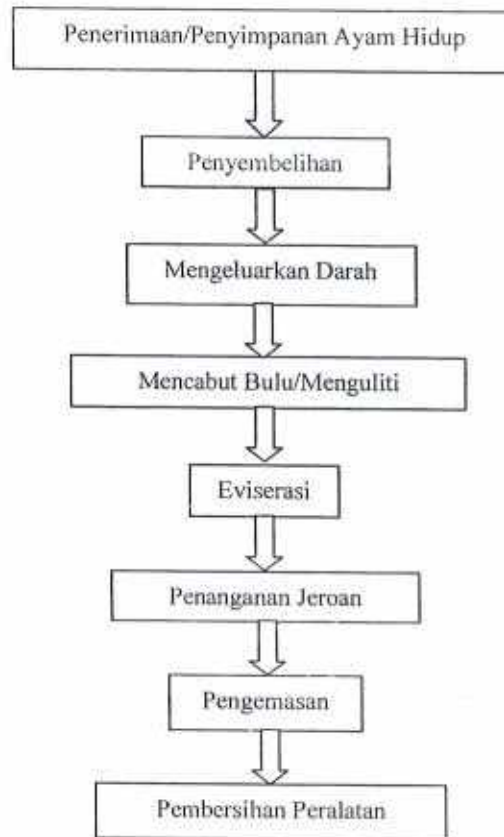 Penerimaan/Penyimpanan Ayam Hidup
Penyembelihan
Mengeluarkan Darah
Mencabut Bulu/Menguliti
Eviserasi
Penanganan Jeroan
Pengemasan
Pembersihan Peralatan